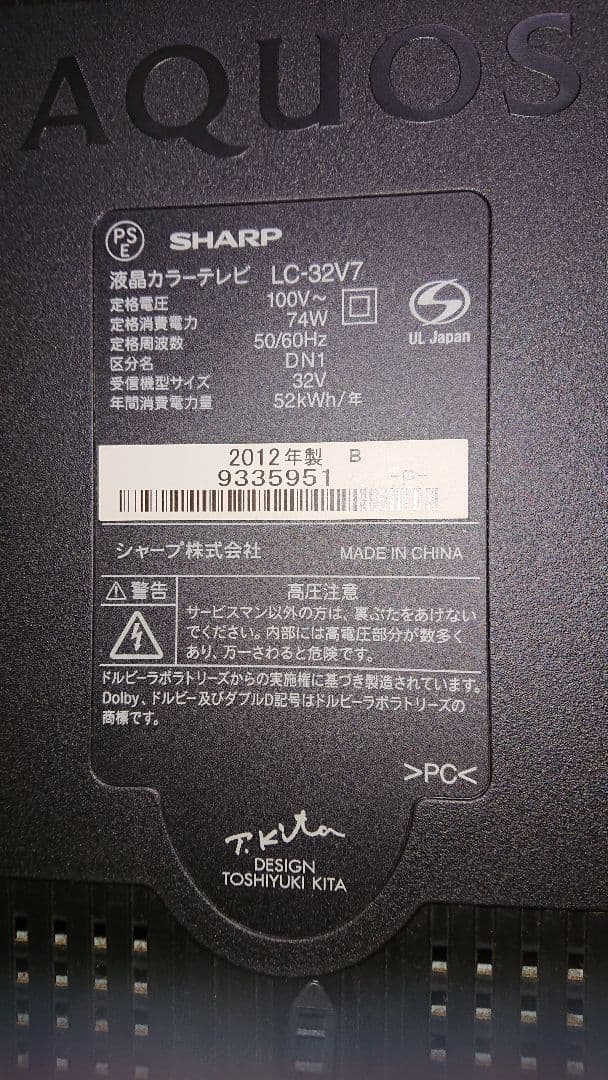 AQUOS
PS
E
SHARP
液晶カラーテレビ LC-32V7
定格電圧 100V～
定格消費電力 74W
定格周波数 50/60Hz
区分名 DN1
受信機型サイズ 32V
年間消費電力量 52kWh/年
UL Japan
2012年製 B
9335951
シャープ株式会社 MADE IN CHINA
⚠警告 高圧注意
サービスマン以外の方は、裏ぶたをあけない
でください。内部には高電圧部分が数多く
あり、万一さわると危険です。
ドルビーラボラトリーズからの実施権に基づき製造されています。
Dolby、ドルビー及びダブルD記号はドルビーラボラトリーズの
商標です。
>PC<
T.Kita
DESIGN
TOSHIYUKI KITA